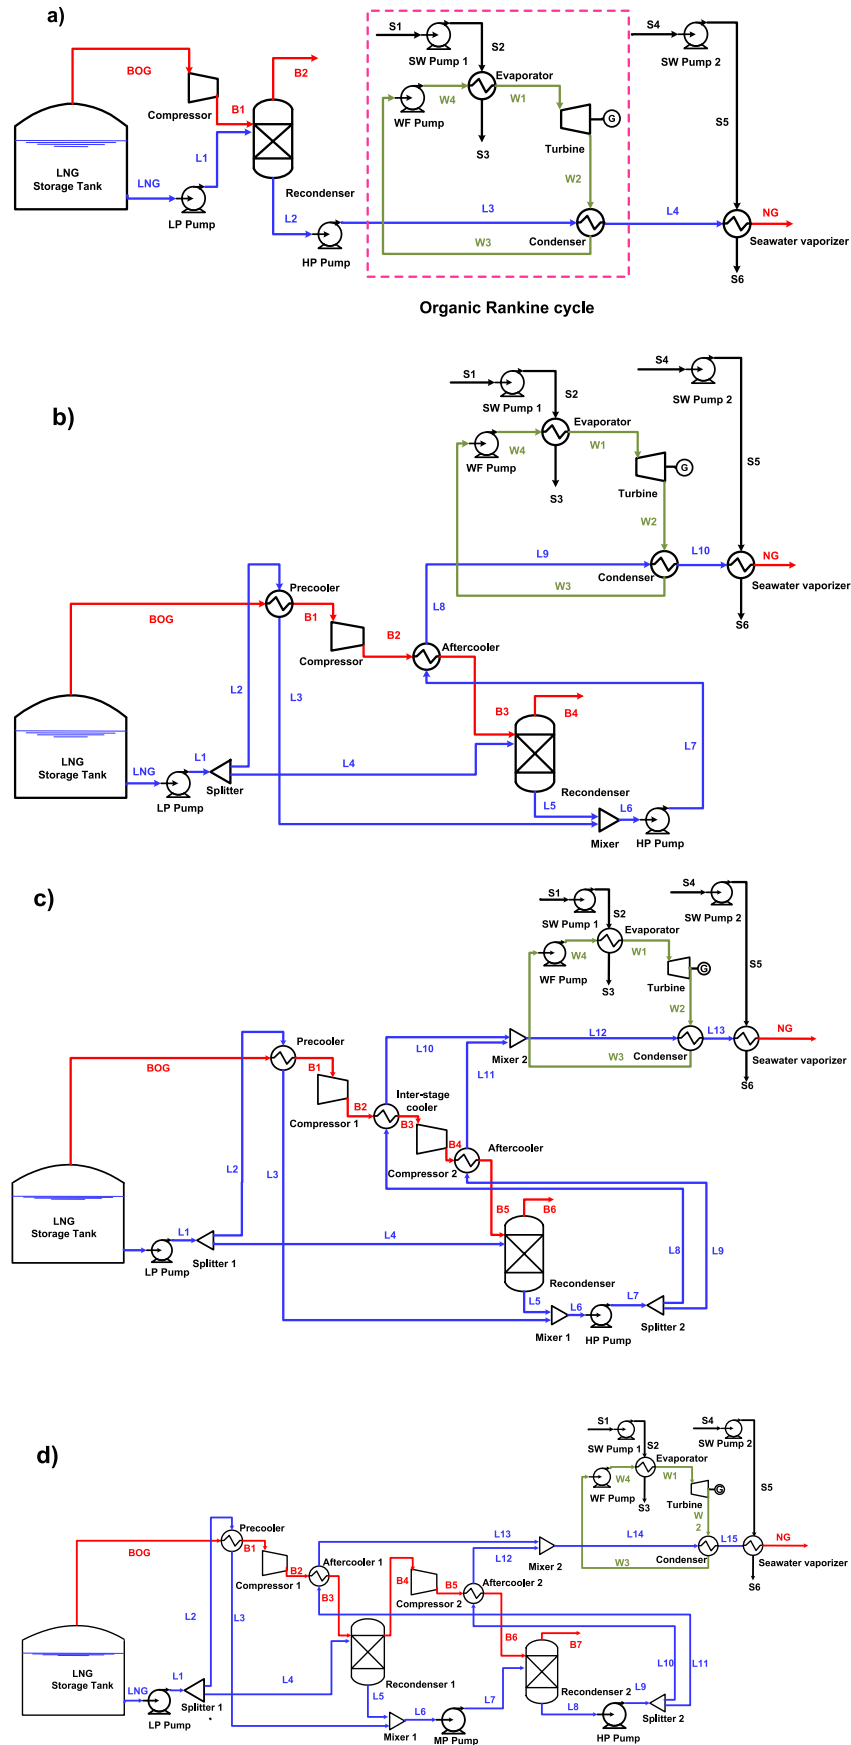 a)
S1
S2
S4
SW Pump 1
SW Pump 2
BOG
B2
Evaporator
W4
W1
Compressor
B1
WF Pump
G
S5
L1
S3
Turbine
LNG
Storage Tank
W2
LNG
Recondenser
LP Pump
L2
L3
L4
NG
W3
Condenser
Seawater vaporizer
HP Pump
S6
Organic Rankine cycle
b)
S1
S2
S4
SW Pump 1
SW Pump 2
Evaporator
W4
W1
WF Pump
G
S5
Turbine
S3
W2
L9
L10
NG
Precooler
Condenser
Seawater vaporizer
W3
BOG
B1
L8
S6
B2
Aftercooler
Compressor
L2
L3
B3
B4
L1
L7
LNG
Storage Tank
L4
LNG
Splitter
Recondenser
LP Pump
L5
L6
Mixer
HP Pump
c)
S1
S2
S4
SW Pump 1
SW Pump 2
Evaporator
W4
W1
WF Pump
G
S5
S3
Turbine
W2
Precooler
L10
L12
L13
NG
Mixer 2
Condenser
Seawater vaporizer
W3
BOG
B1
L11
S6
Inter-stage
cooler
Compressor 1
B2
B3
B4
Aftercooler
L2
L3
Compressor 2
B5
B6
LNG
Storage Tank
L1
L4
L8
L9
Splitter 1
LP Pump
Recondenser
L5
L6
L7
Mixer 1
HP Pump
Splitter 2
d)
S1
S2
S4
SW Pump 1
SW Pump 2
Evaporator
W4
W1
WF Pump
G
S5
S3
Turbine
W
2
Precooler
L13
L14
L15
NG
BOG
B1
Aftercooler 1
L12
Mixer 2
Condenser
Seawater vaporizer
W3
B2
Compressor 1
B4
B5
Aftercooler 2
S6
L2
L3
B3
Compressor 2
B6
B7
LNG
Storage Tank
L1
L4
L10
L11
LNG
Splitter 1
Recondenser 1
Recondenser 2
LP Pump
L5
L6
L7
L8
L9
Mixer 1
MP Pump
HP Pump
Splitter 2